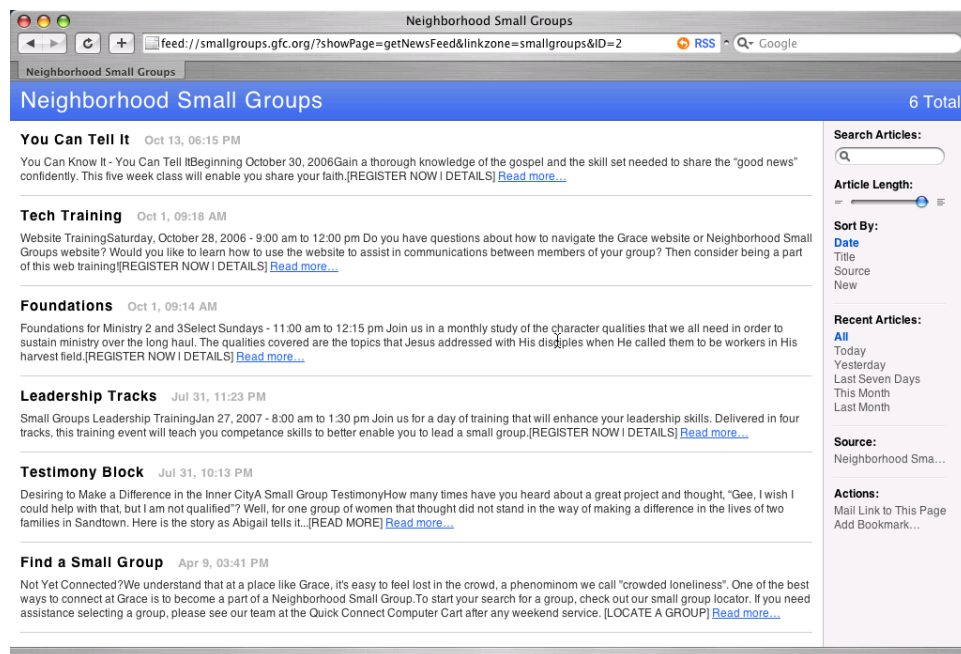 Neighborhood Small Groups
feed://smallgroups.gfc.org/?showPage=getNewsFeed&linkzone=smallgroups&ID=2
RSS
Google
Neighborhood Small Groups
Neighborhood Small Groups
6 Total
You Can Tell It Oct 13, 06:15 PM
You Can Know It - You Can Tell ItBeginning October 30, 2006Gain a thorough knowledge of the gospel and the skill set needed to share the “good news”
confidently. This five week class will enable you share your faith.[REGISTER NOW | DETAILS] Read more…
Tech Training Oct 1, 09:18 AM
Website TrainingSaturday, October 28, 2006 - 9:00 am to 12:00 pm Do you have questions about how to navigate the Grace website or Neighborhood Small
Groups website? Would you like to learn how to use the website to assist in communications between members of your group? Then consider being a part
of this web training![REGISTER NOW | DETAILS] Read more…
Foundations Oct 1, 09:14 AM
Foundations for Ministry 2 and 3Select Sundays - 11:00 am to 12:15 pm Join us in a monthly study of the character qualities that we all need in order to
sustain ministry over the long haul. The qualities covered are the topics that Jesus addressed with His disciples when He called them to be workers in His
harvest field.[REGISTER NOW | DETAILS] Read more…
Leadership Tracks Jul 31, 11:23 PM
Small Groups Leadership TrainingJan 27, 2007 - 8:00 am to 1:30 pm Join us for a day of training that will enhance your leadership skills. Delivered in four
tracks, this training event will teach you competance skills to better enable you to lead a small group.[REGISTER NOW | DETAILS] Read more…
Testimony Block Jul 31, 10:13 PM
Desiring to Make a Difference in the Inner CityA Small Group TestimonyHow many times have you heard about a great project and thought, “Gee, I wish I
could help with that, but I am not qualified”? Well, for one group of women that thought did not stand in the way of making a difference in the lives of two
families in Sandtown. Here is the story as Abigail tells it...[READ MORE] Read more…
Find a Small Group Apr 9, 03:41 PM
Not Yet Connected?We understand that at a place like Grace, it's easy to feel lost in the crowd, a phenominom we call "crowded loneliness". One of the best
ways to connect at Grace is to become a part of a Neighborhood Small Group.To start your search for a group, check out our small group locator. If you need
assistance selecting a group, please see our team at the Quick Connect Computer Cart after any weekend service. [LOCATE A GROUP] Read more…
Search Articles:
Article Length:
Sort By:
Date
Title
Source
New
Recent Articles:
All
Today
Yesterday
Last Seven Days
This Month
Last Month
Source:
Neighborhood Sma…
Actions:
Mail Link to This Page
Add Bookmark…